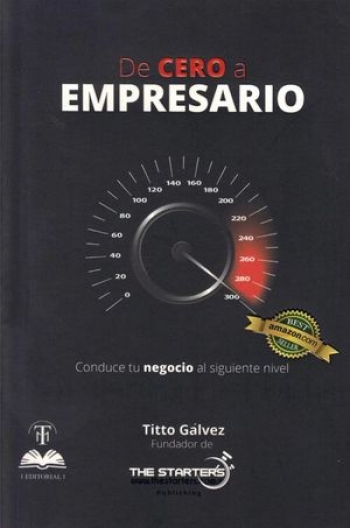 De CERO a
EMPRESARIO
0
20
40
60
80
100
120
140
160
180
200
220
240
260
280
300
BEST
amazon.com
SELLER
Conduce tu negocio al siguiente nivel
Titto Gálvez
Fundador de
THE STARTERS
Publishing
EDITORIAL